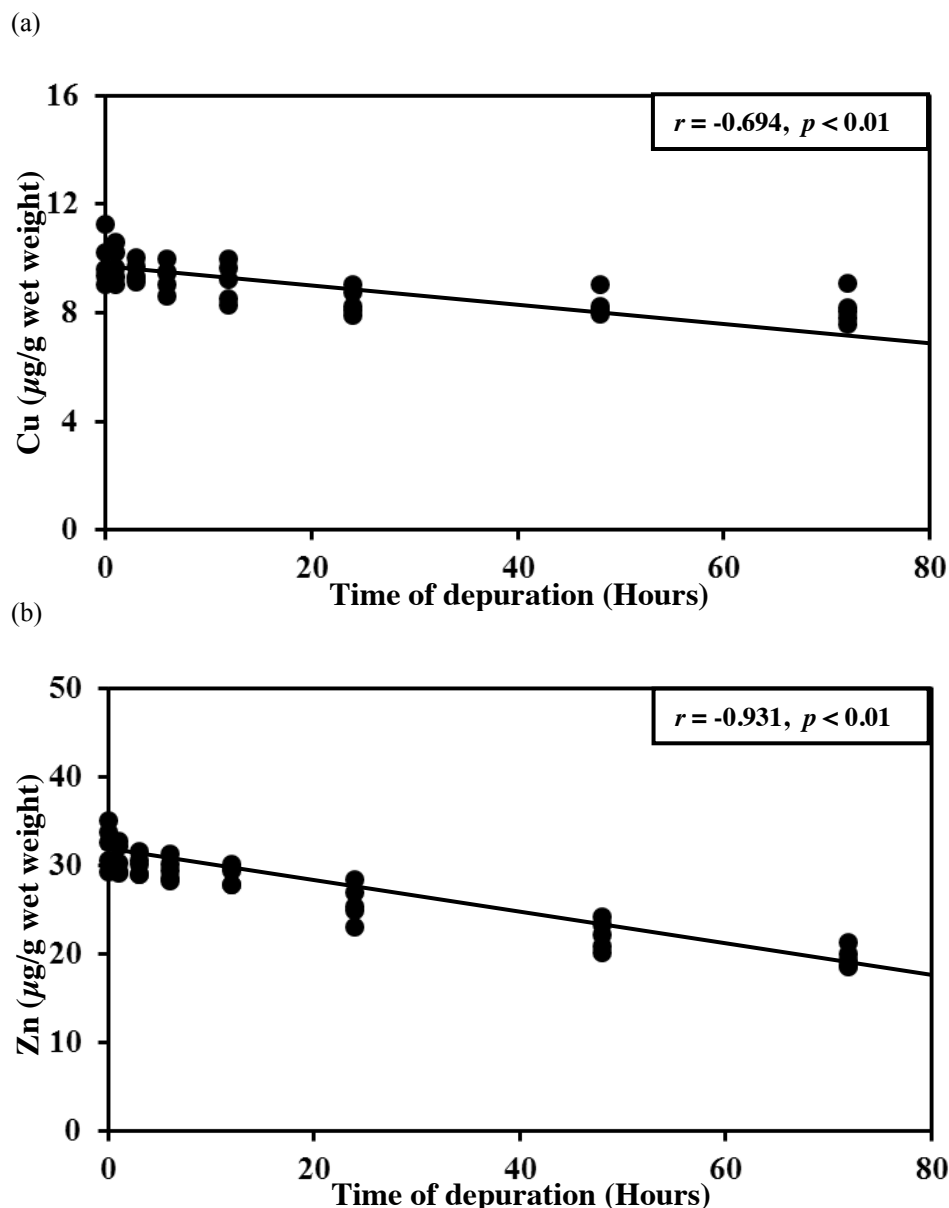 (a)
16
r = -0.694, p < 0.01
12
8
4
0
Cu (µg/g wet weight)
0 20 40 60 80
Time of depuration (Hours)
(b)
50
r = -0.931, p < 0.01
40
30
20
10
0
Zn (µg/g wet weight)
0 20 40 60 80
Time of depuration (Hours)